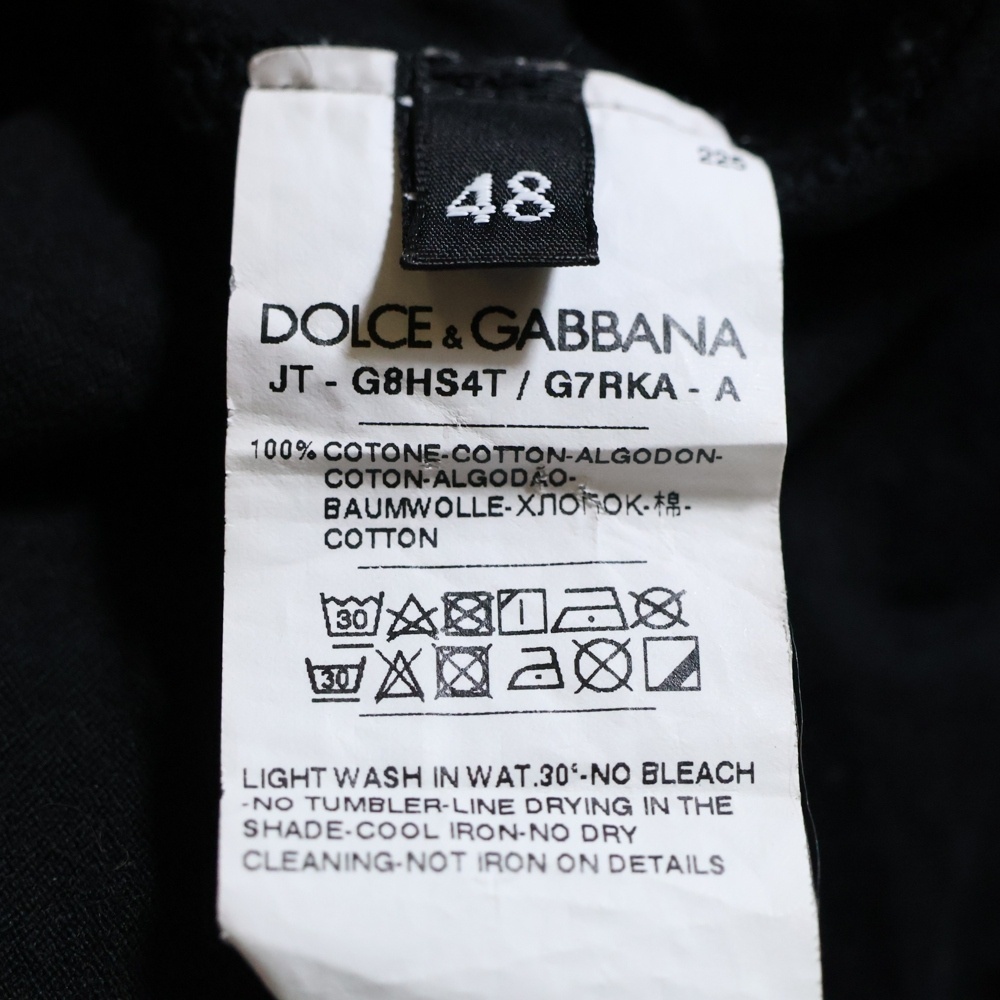 225
48
DOLCE & GABBANA
JT - G8HS4T / G7RKA - A
100% COTONE-COTTON-ALGODON-
COTON-ALGODÃO-
BAUMWOLLE-ХЛОПОК-棉-
COTTON
30
30
LIGHT WASH IN WAT.30°-NO BLEACH
-NO TUMBLER-LINE DRYING IN THE
SHADE-COOL IRON-NO DRY
CLEANING-NOT IRON ON DETAILS